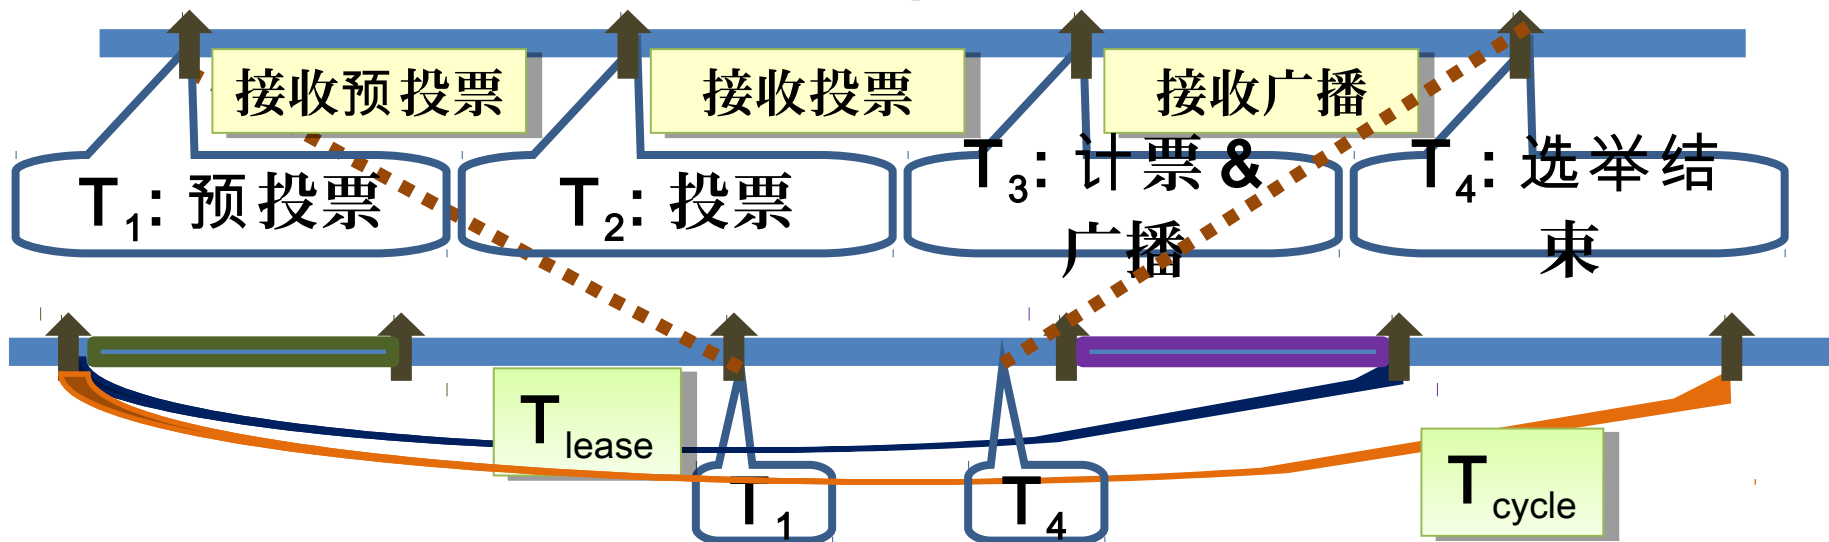 接收预投票
接收投票
接收广播
T1: 预投票
T2: 投票
T3: 计票 &
广播
T4: 选举结
束
Tlease
T1
T4
Tcycle